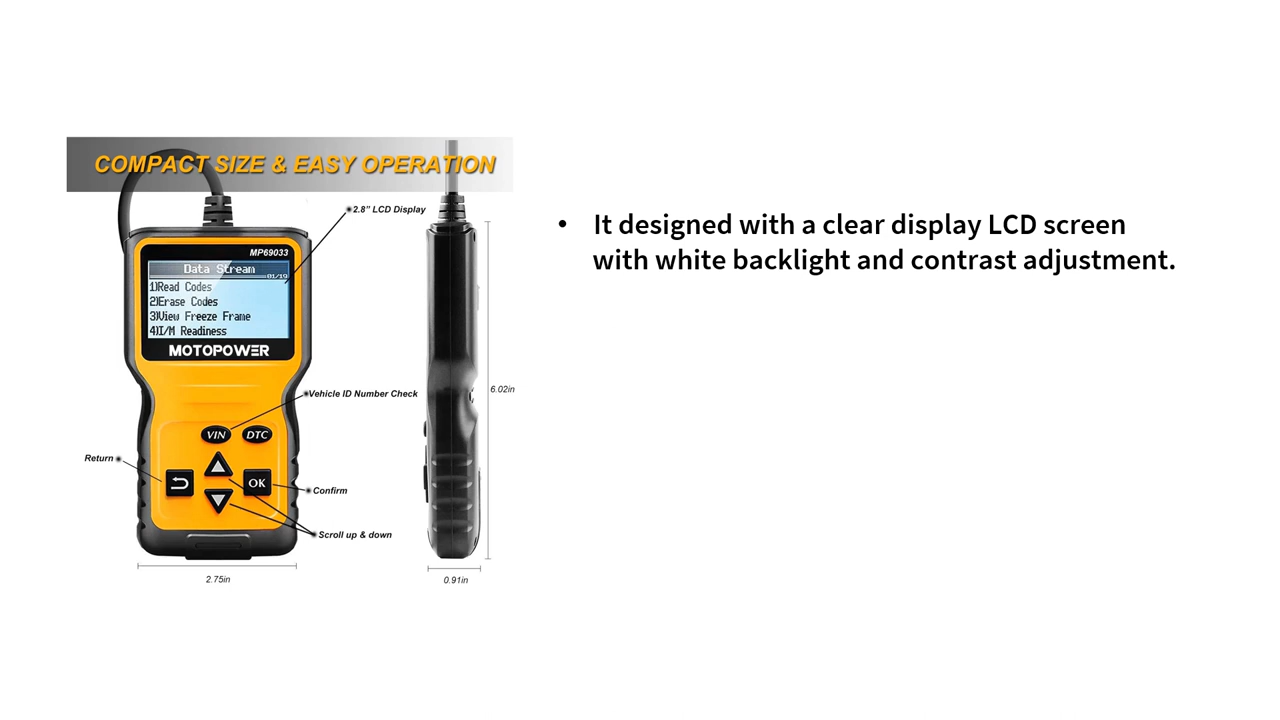 COMPACT SIZE & EASY OPERATION
2.8” LCD Display
MP69033
Data Stream
01/19
1)Read Codes
2)Erase Codes
3)View Freeze Frame
4)I/M Readiness
MOTOPOWER
6.02in
Vehicle ID Number Check
VIN DTC
Return
OK
Confirm
Scroll up & down
2.75in
0.91in
• It designed with a clear display LCD screen
with white backlight and contrast adjustment.